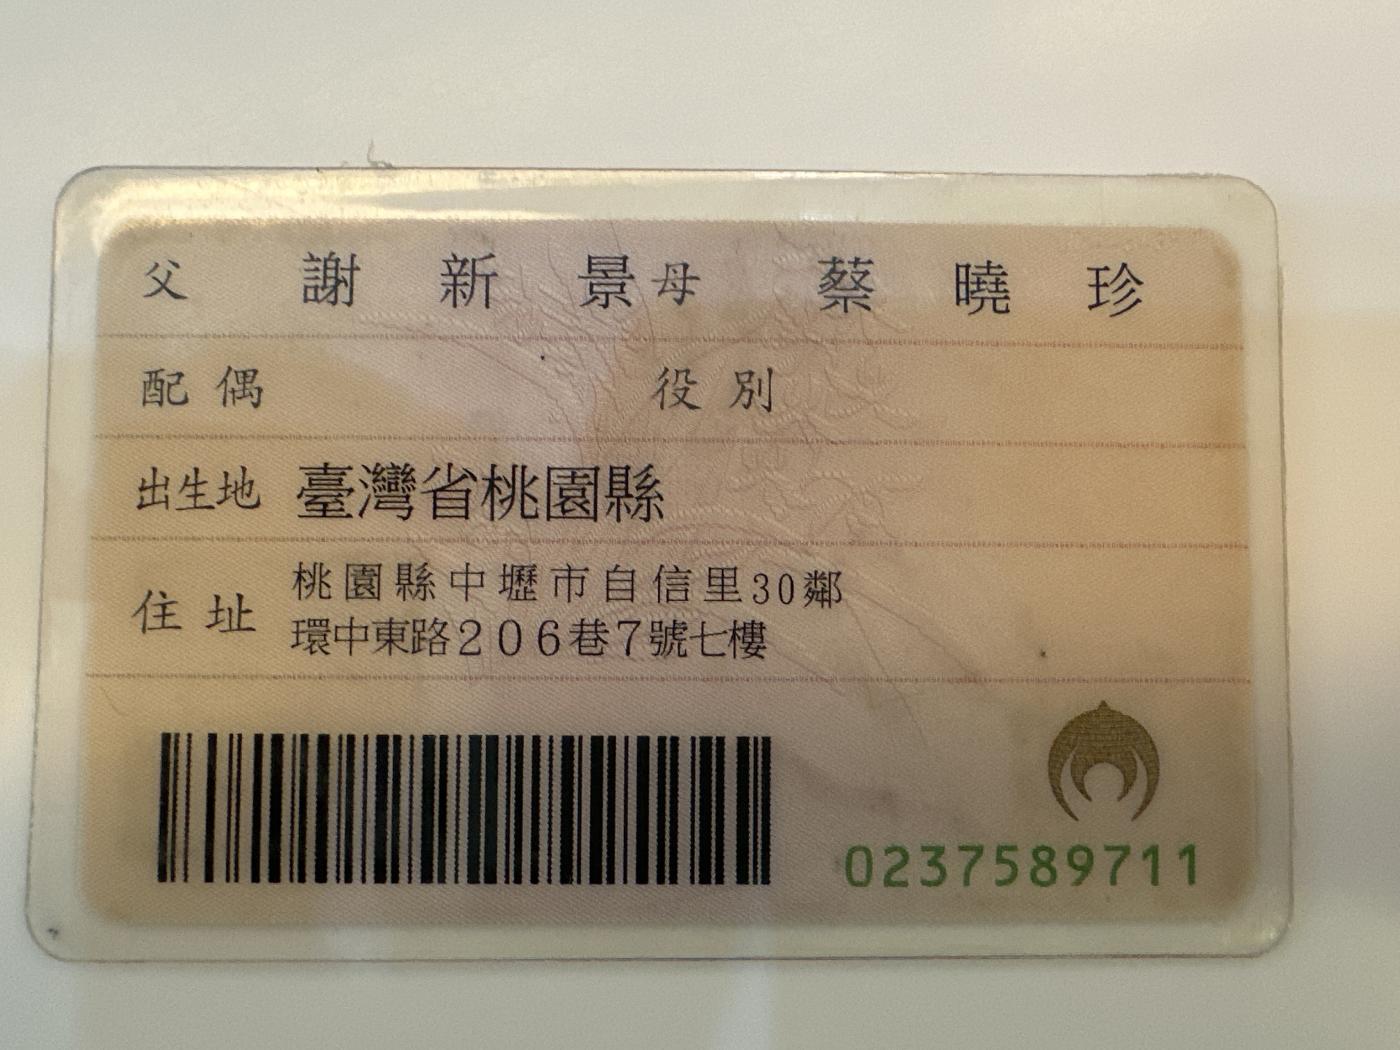 父 謝新景 母 蔡曉珍
配偶 役別
出生地 臺灣省桃園縣
住址 桃園縣中壢市自信里30鄰
環中東路206巷7號七樓
0237589711